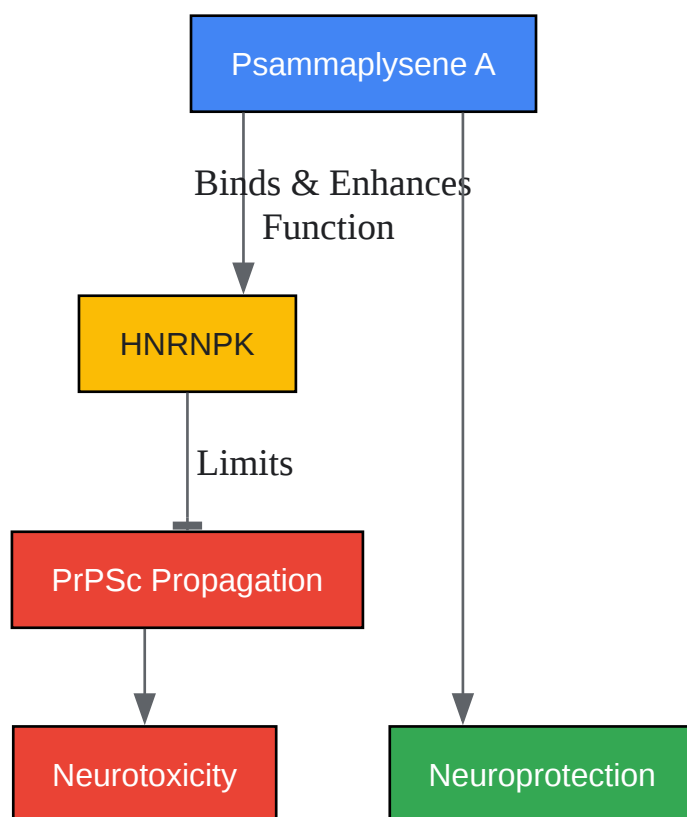 Psammaplysene A
Binds & Enhances
Function
HNRNPK
Limits
PrPSc Propagation
Neurotoxicity
Neuroprotection